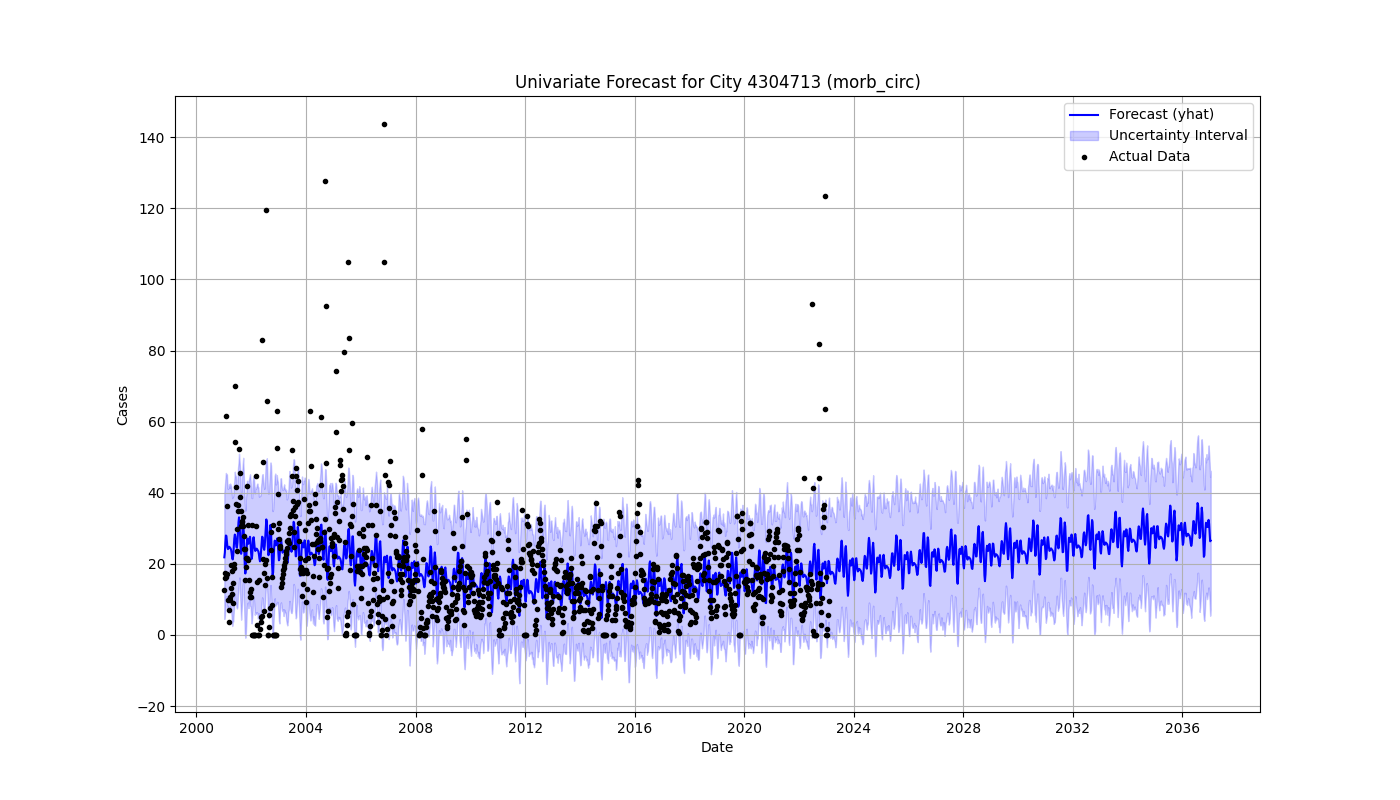 Univariate Forecast for City 4304713 (morb_circ)
Forecast (yhat)
Uncertainty Interval
Actual Data
140
120
100
80
60
40
20
0
−20
Cases
2000 2004 2008 2012 2016 2020 2024 2028 2032 2036
Date